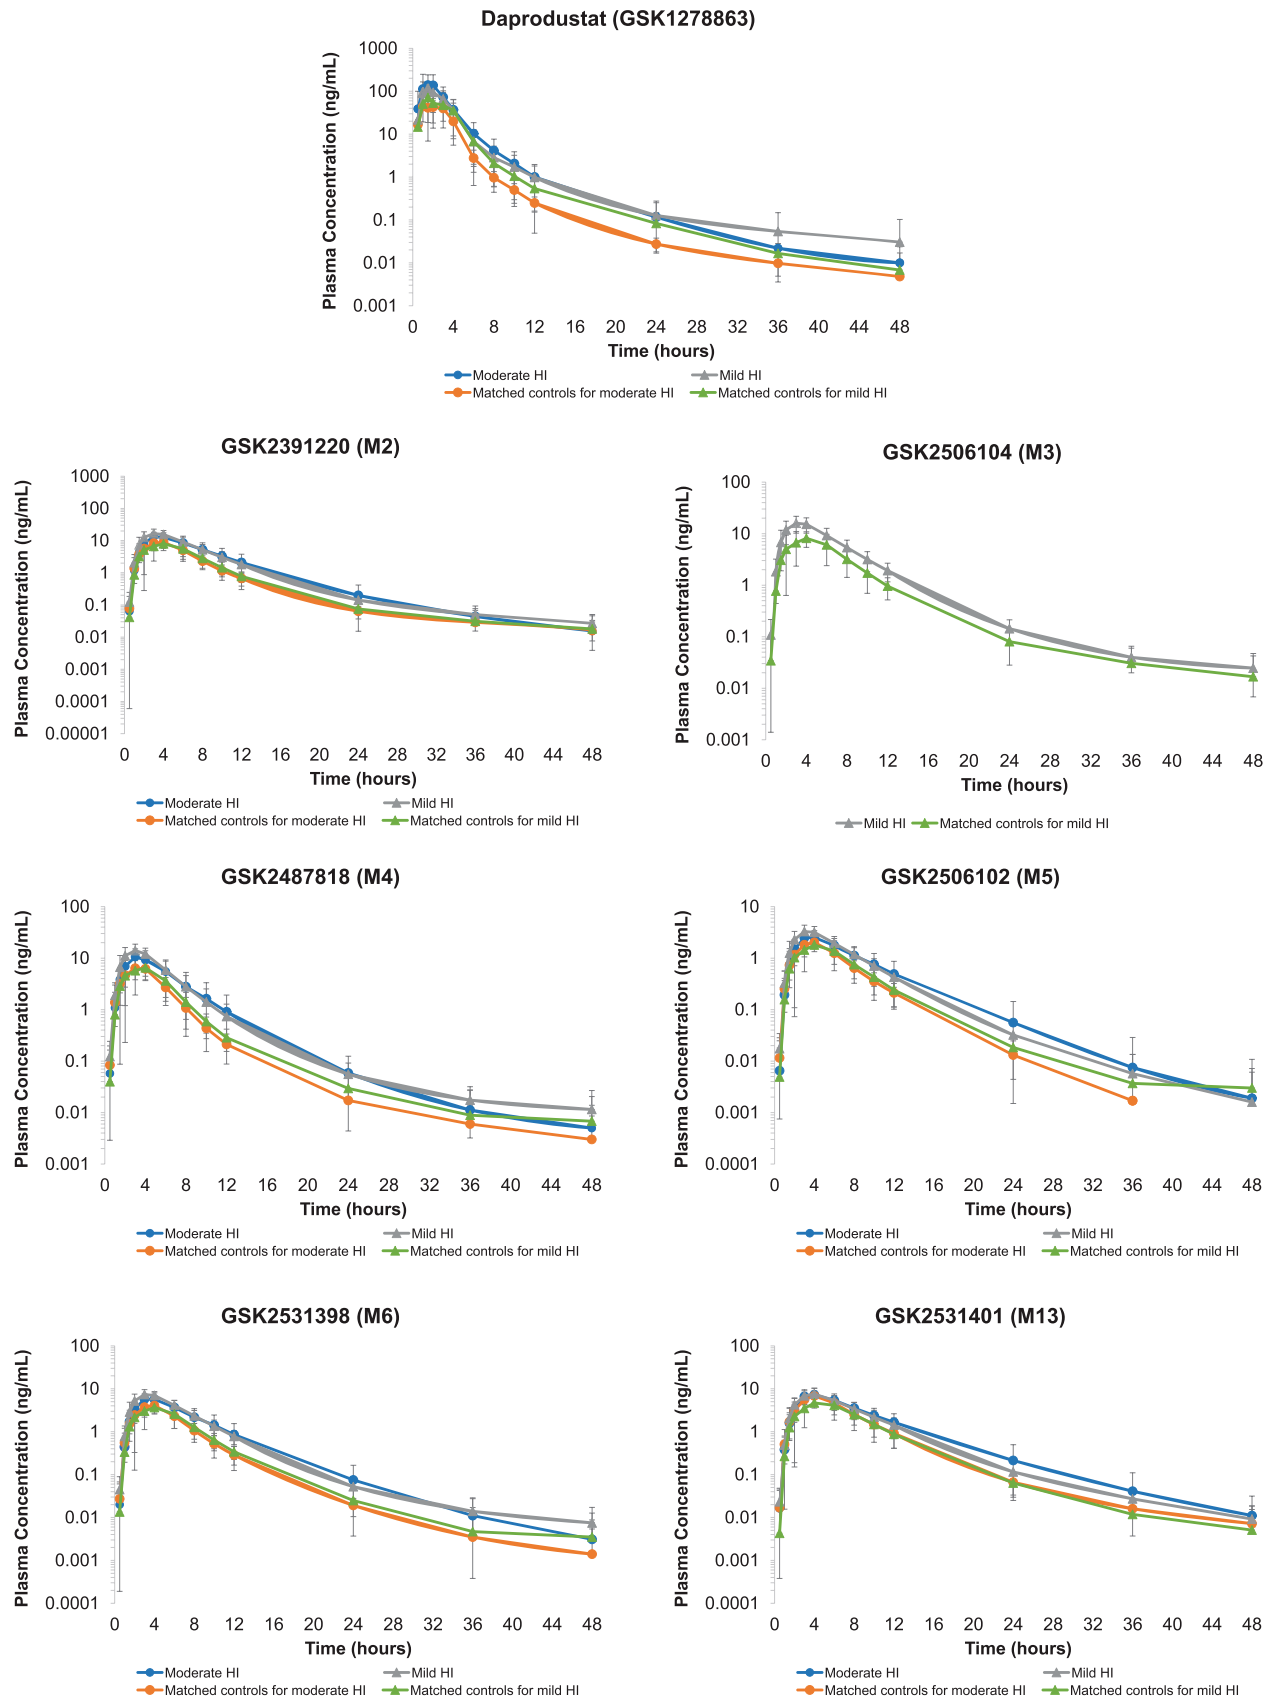 Daprodustat (GSK1278863)
Plasma Concentration (ng/mL)
1000
100
10
1
0.1
0.01
0.001
0 4 8 12 16 20 24 28 32 36 40 44 48
Time (hours)
Moderate HI Mild HI
Matched controls for moderate HI Matched controls for mild HI
GSK2391220 (M2)
Plasma Concentration (ng/mL)
1000
100
10
1
0.1
0.01
0.001
0.0001
0.00001
0 4 8 12 16 20 24 28 32 36 40 44 48
Time (hours)
Moderate HI Mild HI
Matched controls for moderate HI Matched controls for mild HI
GSK2506104 (M3)
Plasma Concentration (ng/mL)
100
10
1
0.1
0.01
0.001
0 4 8 12 16 20 24 28 32 36 40 44 48
Time (hours)
Mild HI Matched controls for mild HI
GSK2487818 (M4)
Plasma Concentration (ng/mL)
100
10
1
0.1
0.01
0.001
0 4 8 12 16 20 24 28 32 36 40 44 48
Time (hours)
Moderate HI Mild HI
Matched controls for moderate HI Matched controls for mild HI
GSK2506102 (M5)
Plasma Concentration (ng/mL)
10
1
0.1
0.01
0.001
0.0001
0 4 8 12 16 20 24 28 32 36 40 44 48
Time (hours)
Moderate HI Mild HI
Matched controls for moderate HI Matched controls for mild HI
GSK2531398 (M6)
Plasma Concentration (ng/mL)
100
10
1
0.1
0.01
0.001
0.0001
0 4 8 12 16 20 24 28 32 36 40 44 48
Time (hours)
Moderate HI Mild HI
Matched controls for moderate HI Matched controls for mild HI
GSK2531401 (M13)
Plasma Concentration (ng/mL)
100
10
1
0.1
0.01
0.001
0.0001
0 4 8 12 16 20 24 28 32 36 40 44 48
Time (hours)
Moderate HI Mild HI
Matched controls for moderate HI Matched controls for mild HI